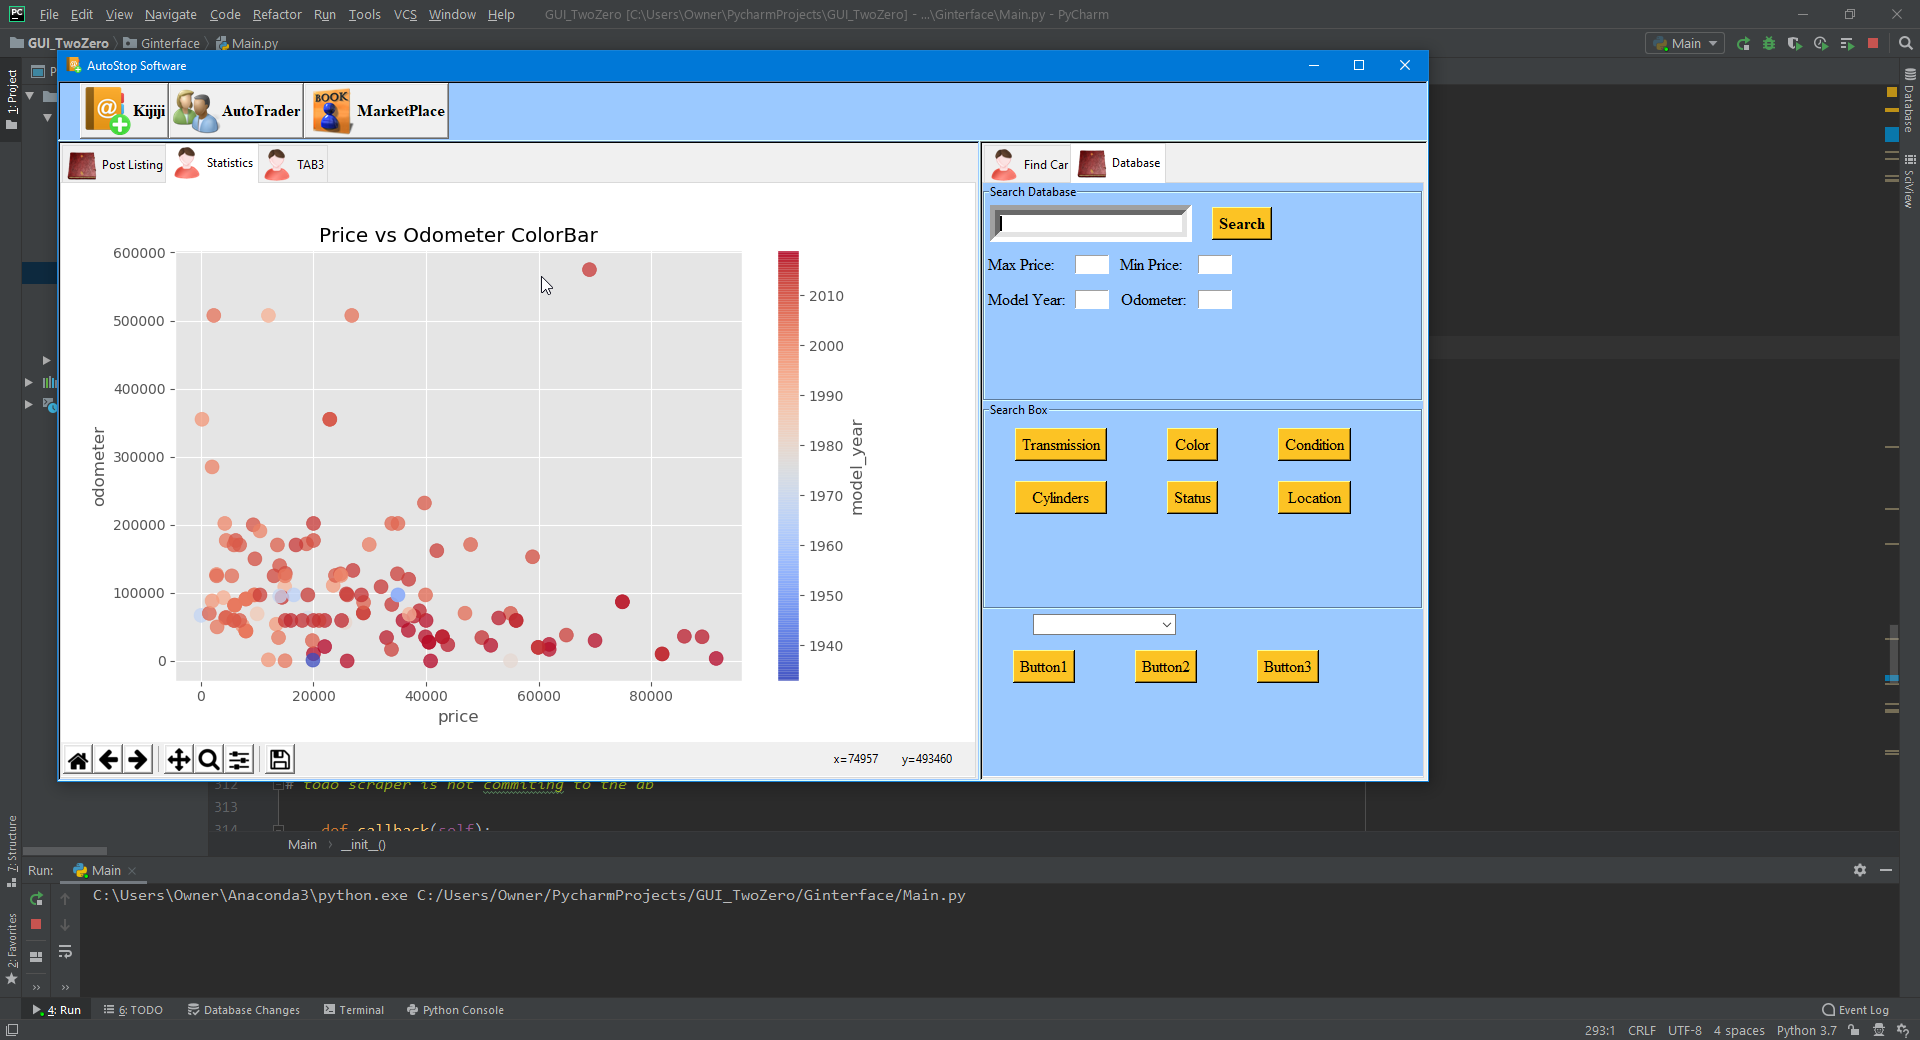 PC File Edit View Navigate Code Refactor Run Tools VCS Window Help GUI_TwoZero [C:\Users\Owner\PycharmProjects\GUI_TwoZero] - ...\Ginterface\Main.py - PyCharm
GUI_TwoZero Ginterface Main.py Main
1: Project
P
AutoStop Software
Kijiji AutoTrader BOOK MarketPlace
Post Listing Statistics TAB3
Find Car Database
Price vs Odometer ColorBar
600000
500000
400000
300000
200000
100000
0
odometer
0 20000 40000 60000 80000
price
2010
2000
1990
1980
1970
1960
1950
1940
model_year
x=74957 y=493460
Search Database
Search
Max Price: Min Price:
Model Year: Odometer:
Search Box
Transmission Color Condition
Cylinders Status Location
Button1 Button2 Button3
Database
SciView
312 # todo scraper is not commiting to the db
313
314 def callback(self):
Main › __init__()
7: Structure
2: Favorites
Run: Main
C:\Users\Owner\Anaconda3\python.exe C:/Users/Owner/PycharmProjects/GUI_TwoZero/Ginterface/Main.py
4: Run 6: TODO Database Changes Terminal Python Console Event Log
293:1 CRLF UTF-8 4 spaces Python 3.7